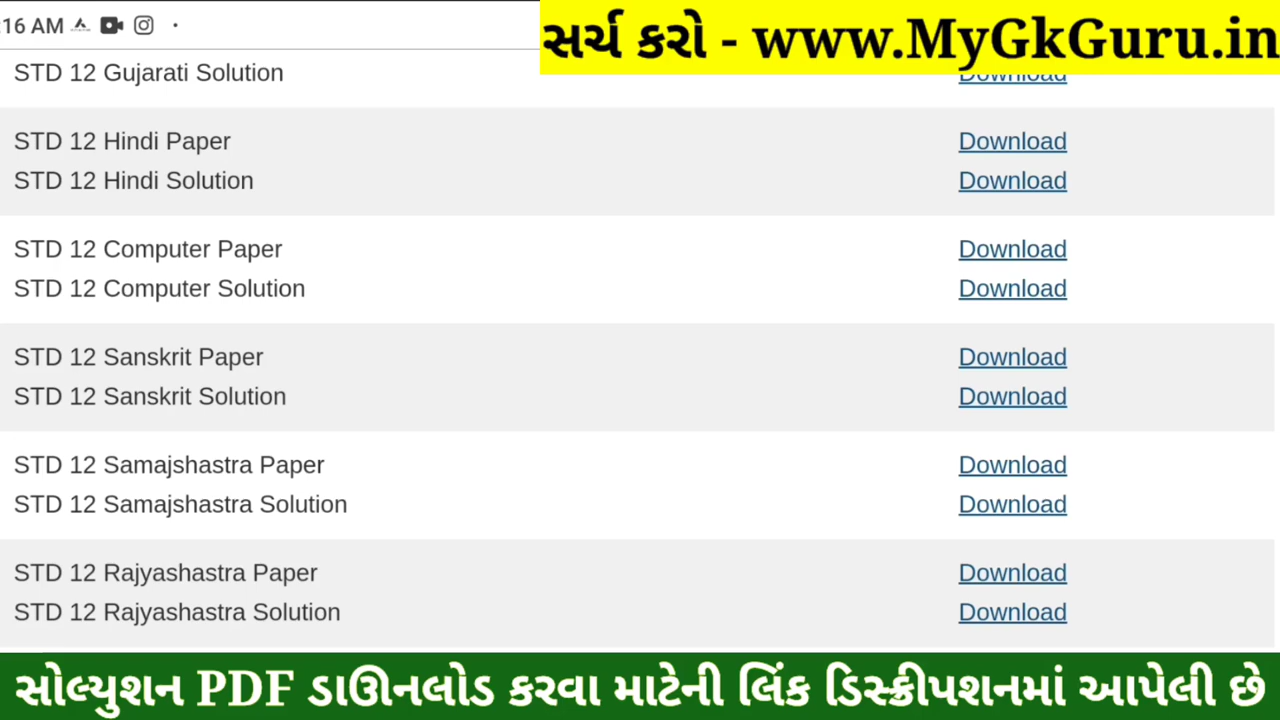 :16 AM
સર્ચ કરો - www.MyGkGuru.in
STD 12 Gujarati Solution Download
STD 12 Hindi Paper Download
STD 12 Hindi Solution Download
STD 12 Computer Paper Download
STD 12 Computer Solution Download
STD 12 Sanskrit Paper Download
STD 12 Sanskrit Solution Download
STD 12 Samajshastra Paper Download
STD 12 Samajshastra Solution Download
STD 12 Rajyashastra Paper Download
STD 12 Rajyashastra Solution Download
સોલ્યુશન PDF ડાઊનલોડ કરવા માટેની લિંક ડિસ્ક્રીપશનમાં આપેલી છે